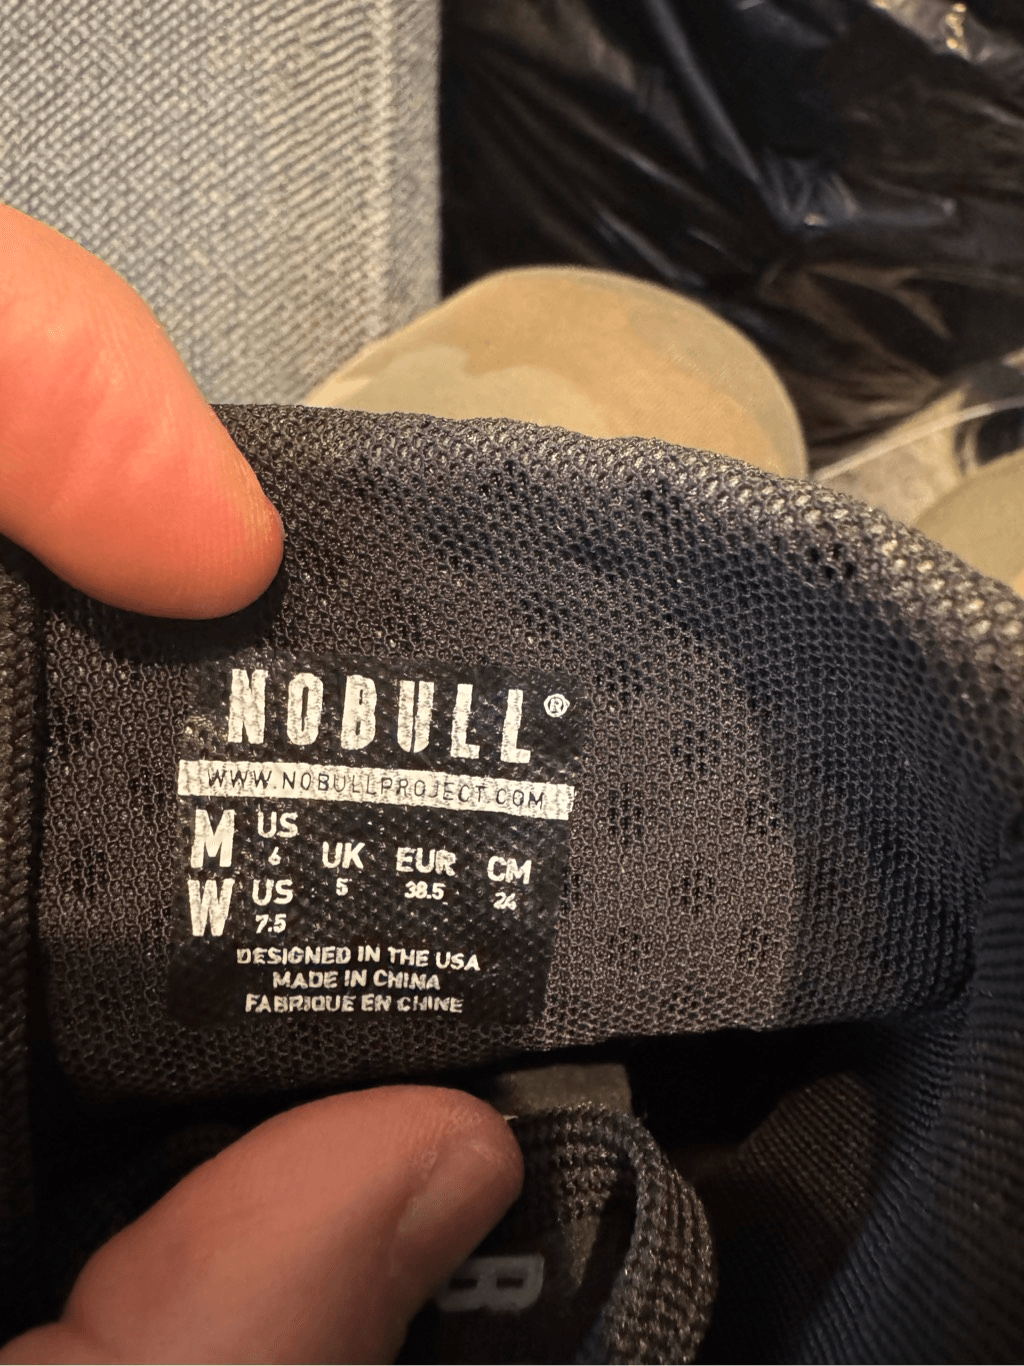 NOBULL®
WWW.NOBULLPROJECT.COM
M US 6
W US 7.5
UK 5
EUR 38.5
CM 24
DESIGNED IN THE USA
MADE IN CHINA
FABRIQUE EN CHINE
R